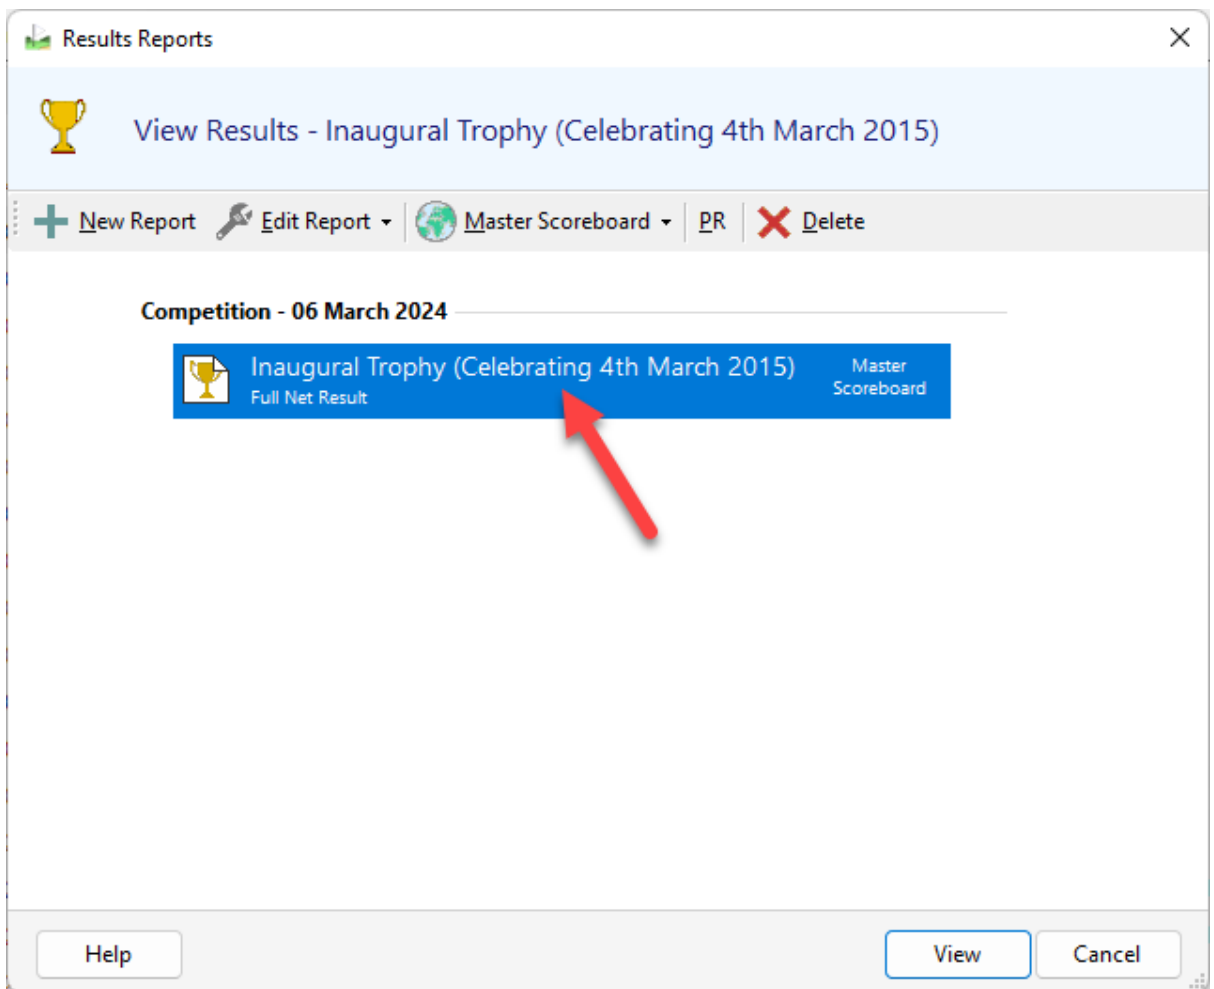 Results Reports
View Results - Inaugural Trophy (Celebrating 4th March 2015)
New Report Edit Report Master Scoreboard PR Delete
Competition - 06 March 2024
Inaugural Trophy (Celebrating 4th March 2015)
Full Net Result
Master
Scoreboard
Help View Cancel